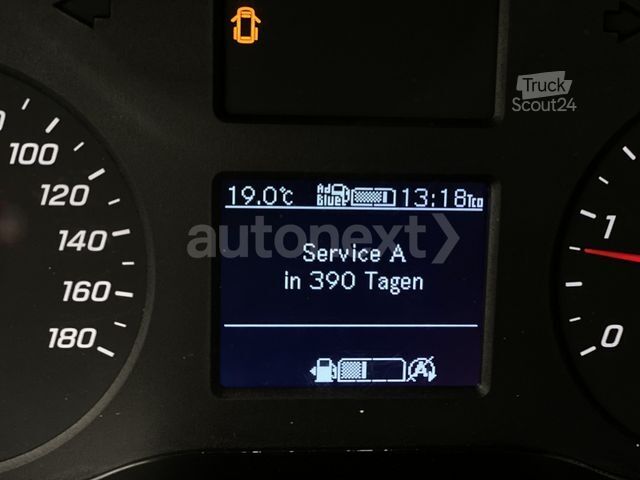 Truck
Scout24
19.0°C Ad Blue 13:18 Tco
autonext
Service A
in 390 Tagen
A
100
120
140
160
180
1
0